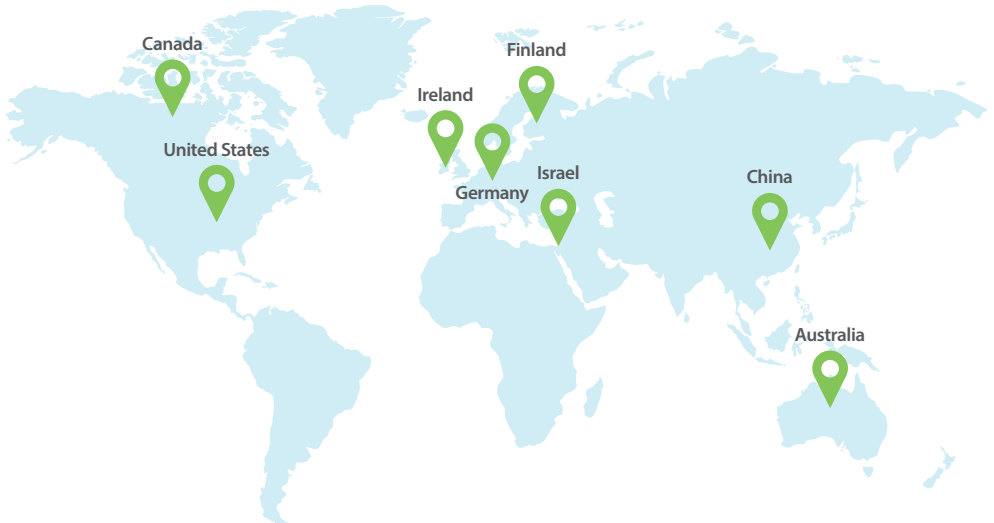 Canada
Finland
Ireland
United States
Israel
China
Germany
Australia